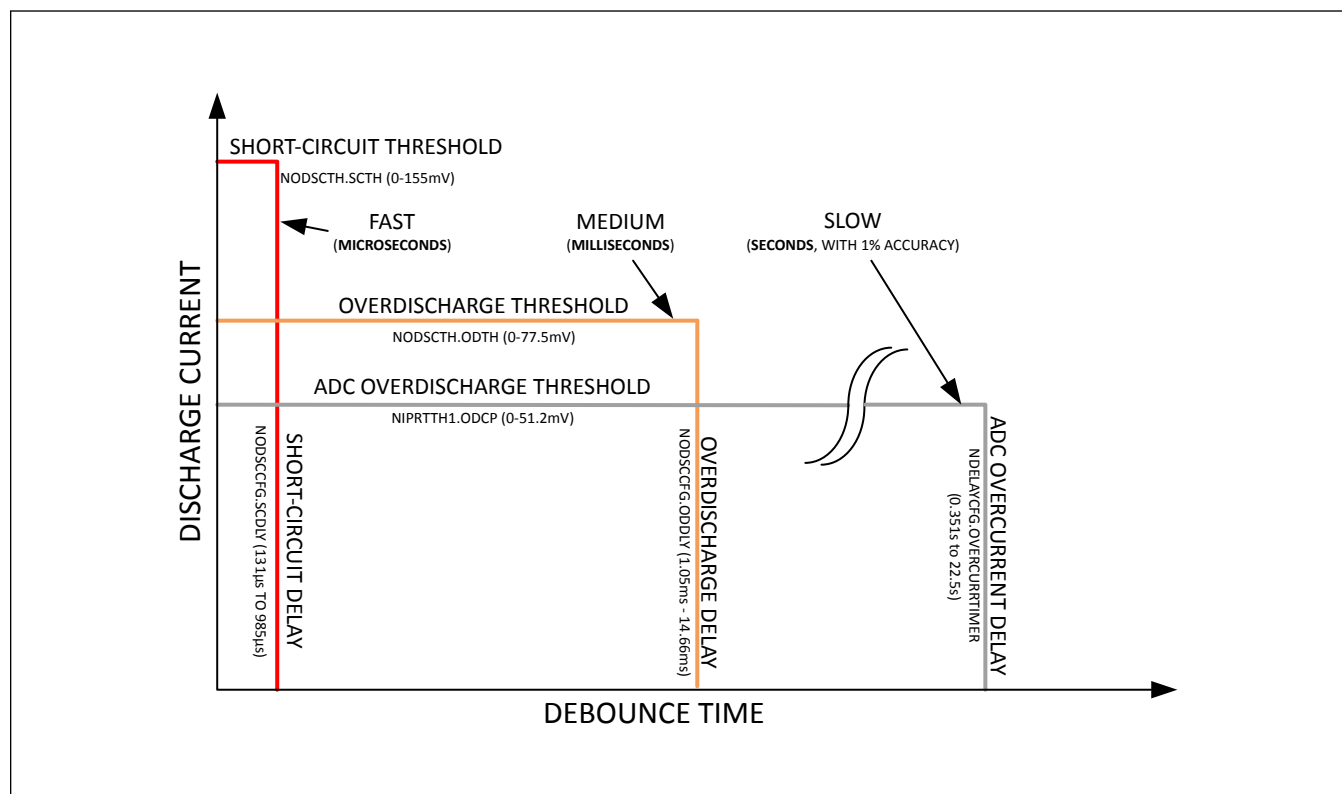 SHORT-CIRCUIT THRESHOLD
NODSCTH.SCTH (0-155mV)
FAST
(MICROSECONDS)
MEDIUM
(MILLISECONDS)
SLOW
(SECONDS, WITH 1% ACCURACY)
OVERDISCHARGE THRESHOLD
NODSCTH.ODTH (0-77.5mV)
ADC OVERDISCHARGE THRESHOLD
NIPRTTH1.ODCP (0-51.2mV)
DISCHARGE CURRENT
NODSCCFG.SCDLY (131µs TO 985µs)
SHORT-CIRCUIT DELAY
NODSCCFG.ODDLY (1.05ms - 14.66ms)
OVERDISCHARGE DELAY
NDELAYCFG.OVERCURRTIMER
(0.351s to 22.5s)
ADC OVERCURRENT DELAY
DEBOUNCE TIME